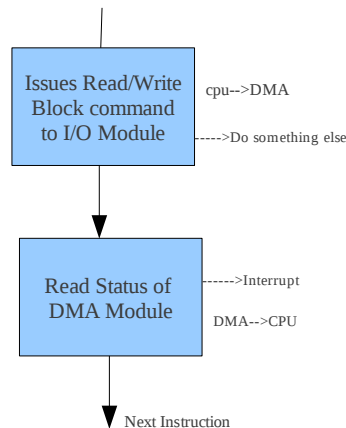 Issues Read/Write
Block command
to I/O Module
cpu-->DMA
----->Do something else
Read Status of
DMA Module
------>Interrupt
DMA-->CPU
Next Instruction